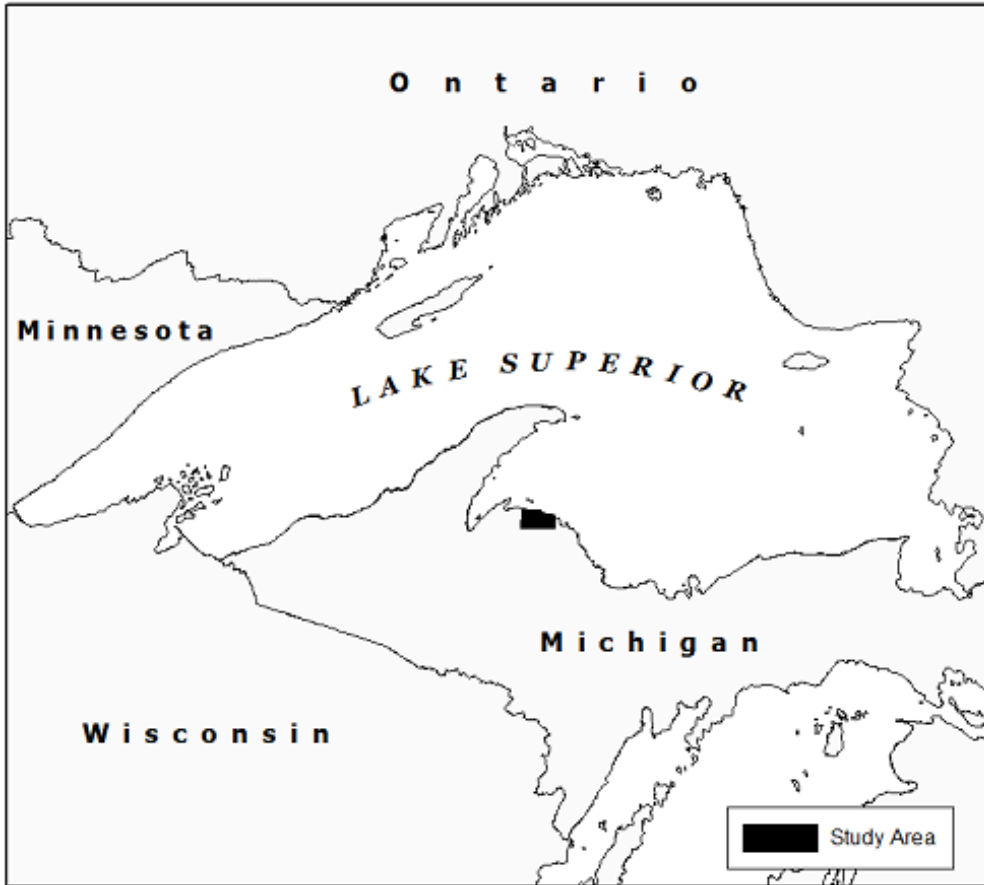 Ontario
Minnesota
LAKE SUPERIOR
Michigan
Wisconsin
Study Area